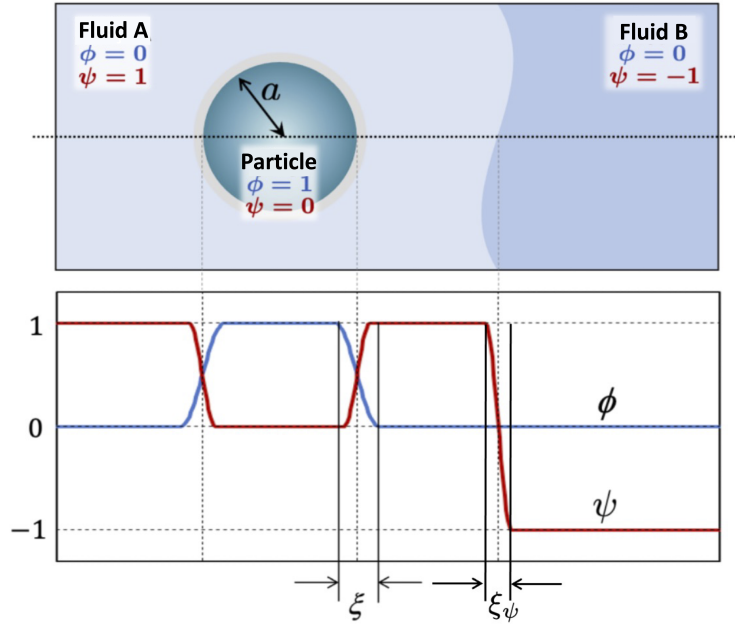 Fluid A
ϕ = 0
ψ = 1
Fluid B
ϕ = 0
ψ = −1
a
Particle
ϕ = 1
ψ = 0
1
ϕ
0
ψ
−1
ξ
ξψ